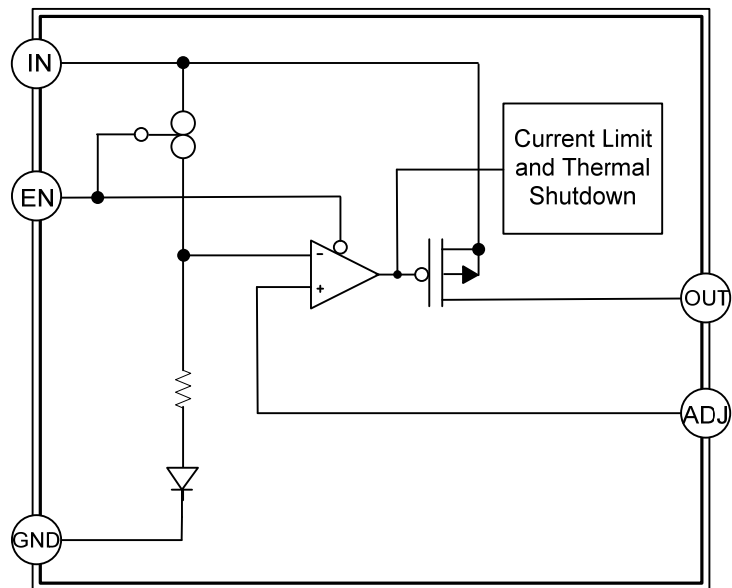 IN
EN
Current Limit
and Thermal
Shutdown
-
+
OUT
ADJ
GND